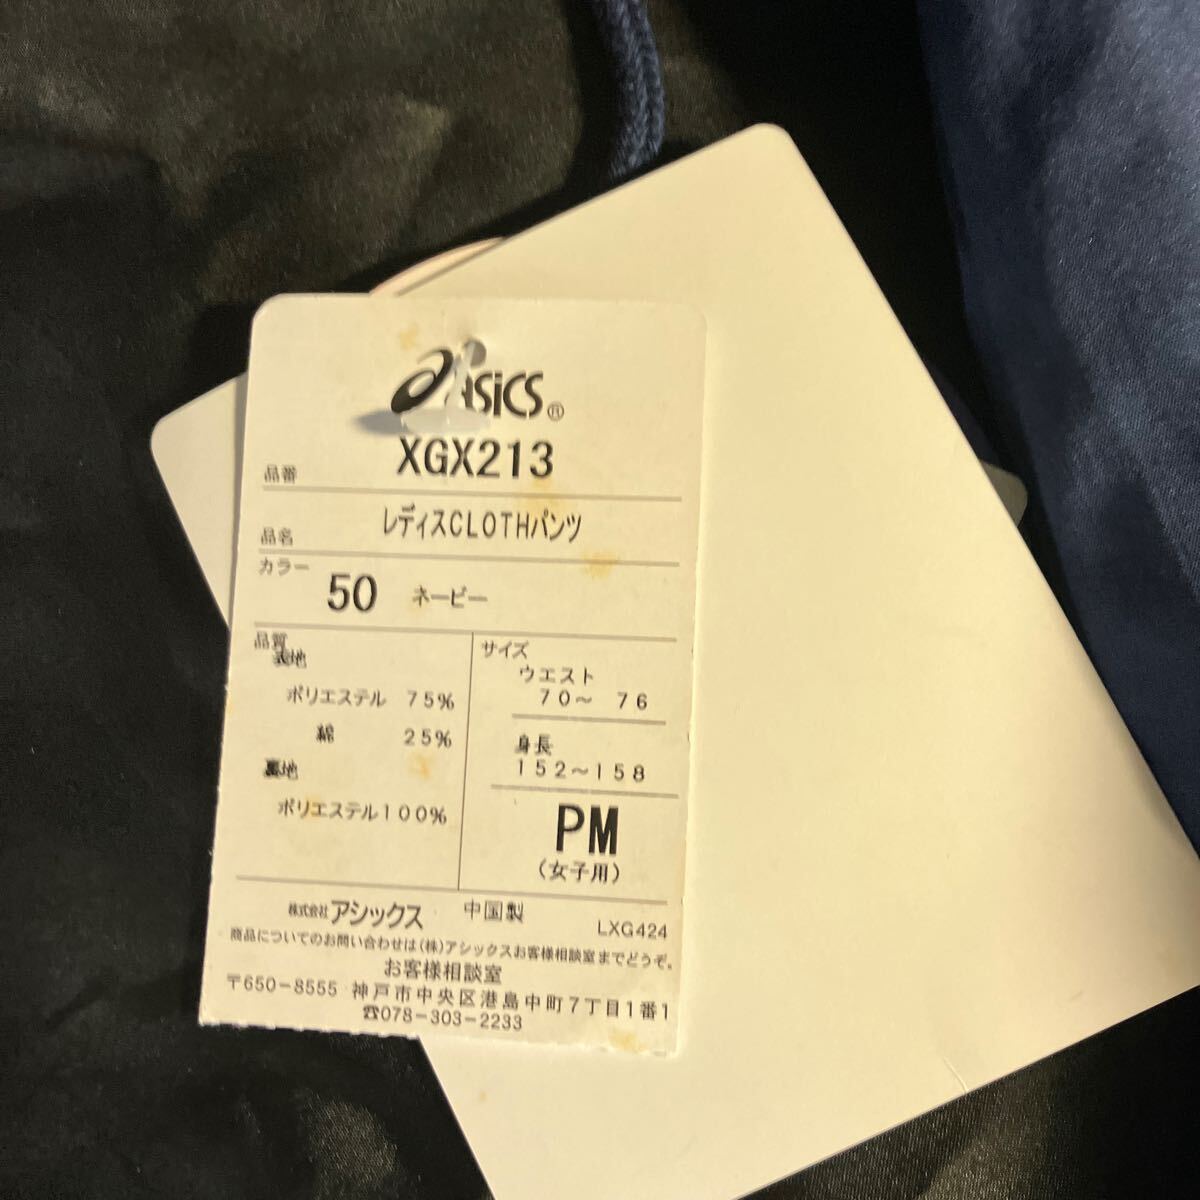 asics®
品番 XGX213
品名 レディスCLOTHパンツ
カラー 50 ネービー
品質
表地
ポリエステル 75%
綿 25%
裏地
ポリエステル100%
サイズ
ウエスト
70〜 76
身長
152〜158
PM
(女子用)
株式会社アシックス 中国製 LXG424
商品についてのお問い合わせは(株)アシックスお客様相談室までどうぞ。
お客様相談室
〒650-8555 神戸市中央区港島中町7丁目1番1
☎078-303-2233